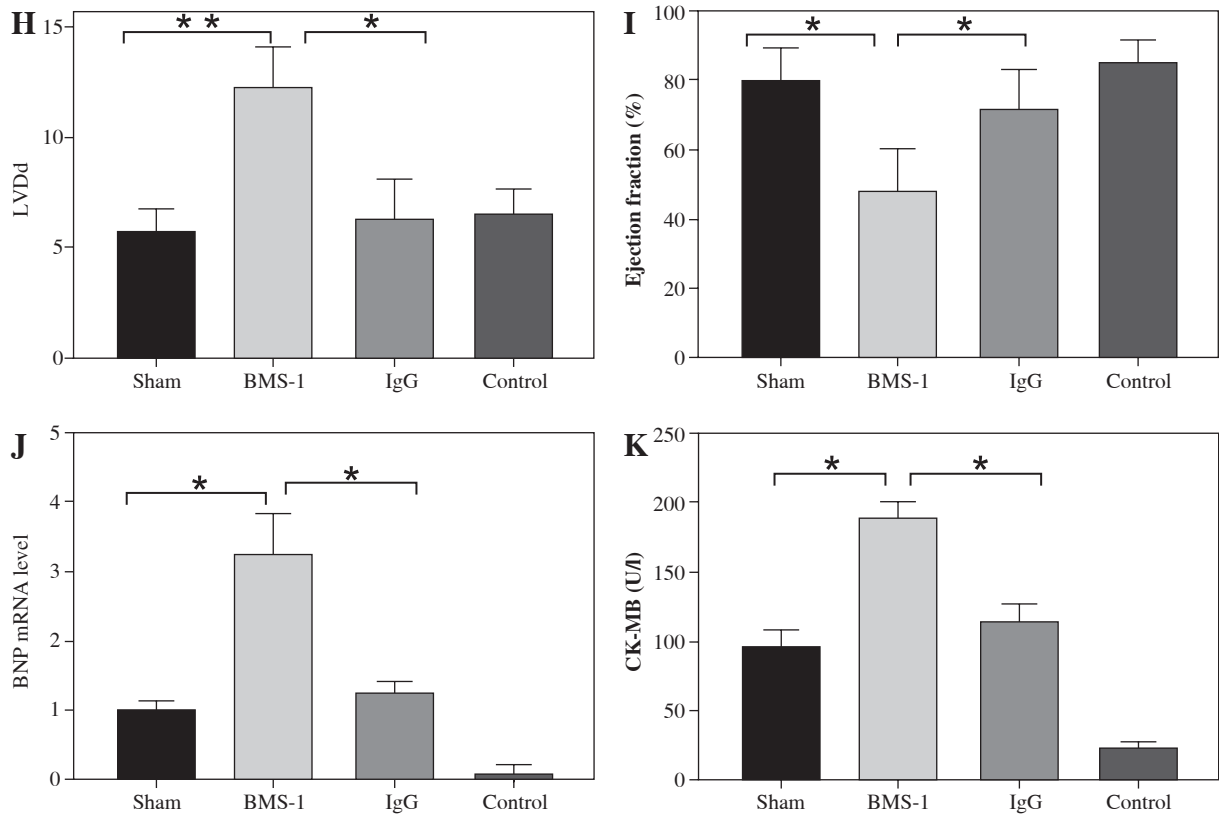 H
LVDd
15
10
5
0
* *
*
Sham BMS-1 IgG Control
I
Ejection fraction (%)
100
80
60
40
20
0
*
*
Sham BMS-1 IgG Control
J
BNP mRNA level
5
4
3
2
1
0
*
*
Sham BMS-1 IgG Control
K
CK-MB (U/l)
250
200
150
100
50
0
*
*
Sham BMS-1 IgG Control